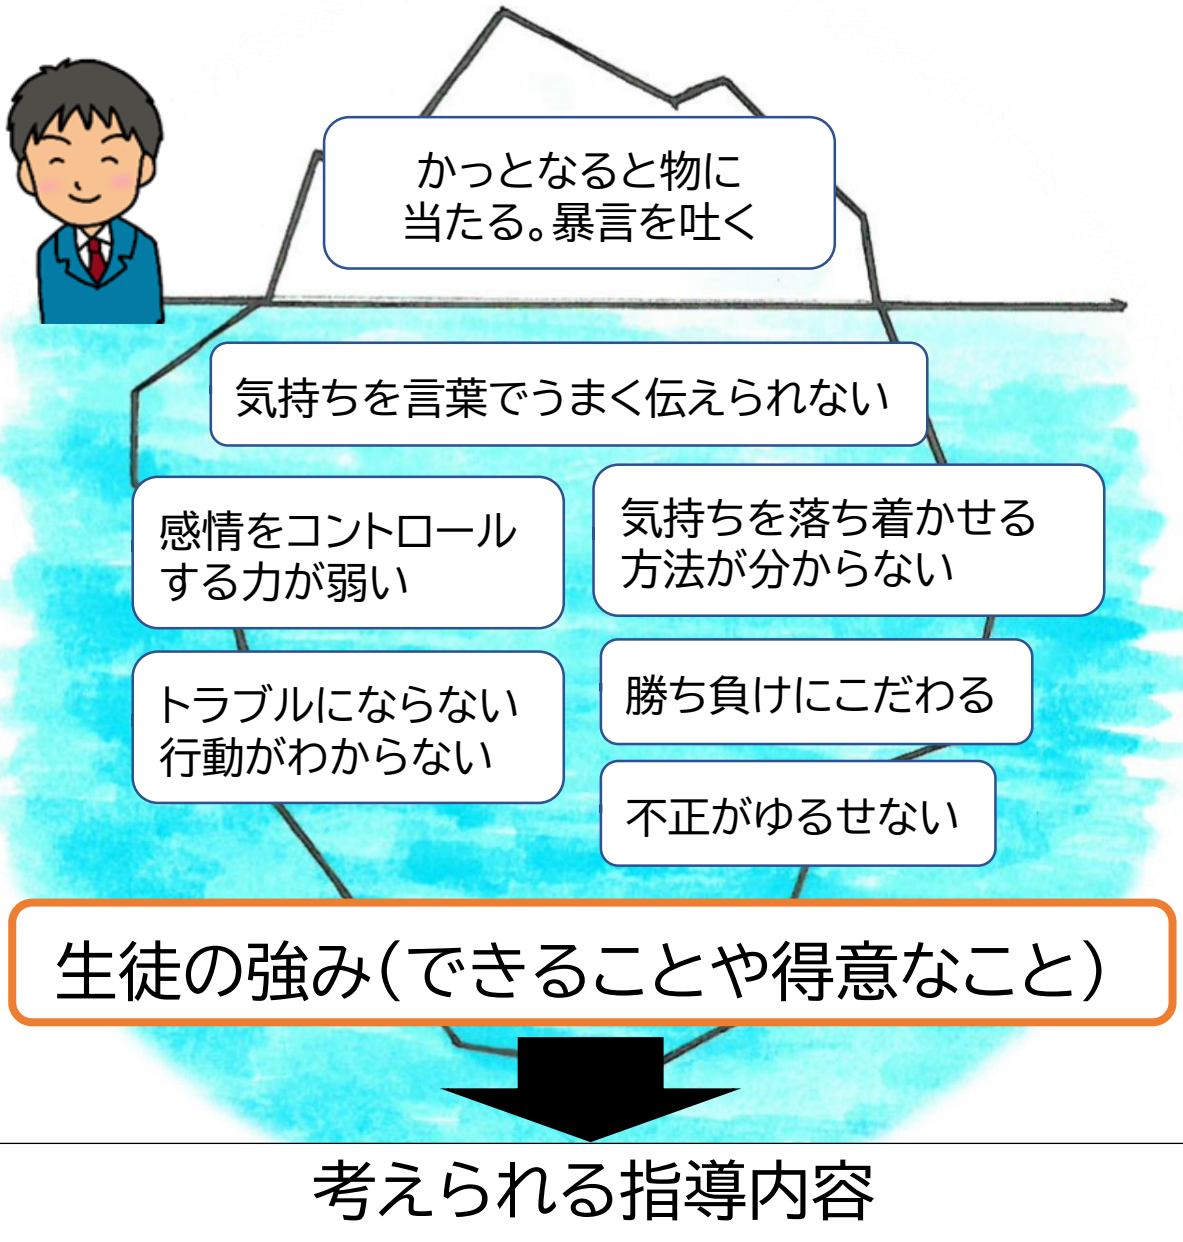 かっとなると物に
当たる。暴言を吐く
気持ちを言葉でうまく伝えられない
感情をコントロール
する力が弱い
気持ちを落ち着かせる
方法が分からない
トラブルにならない
行動がわからない
勝ち負けにこだわる
不正がゆるせない
生徒の強み(できることや得意なこと)
考えられる指導内容